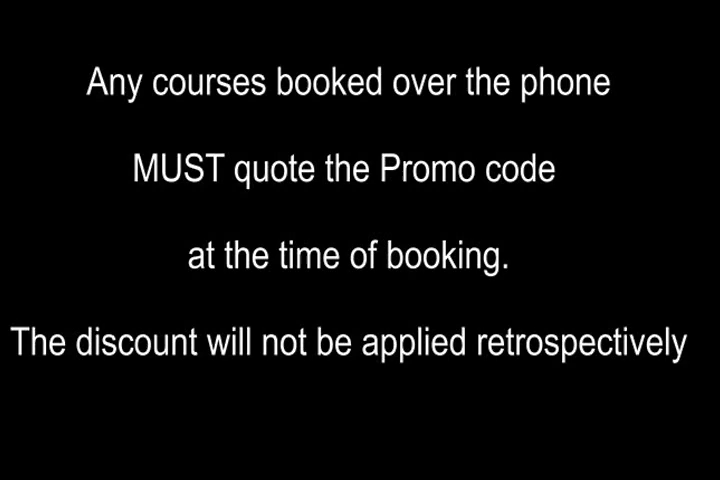 Any courses booked over the phone
MUST quote the Promo code
at the time of booking.
The discount will not be applied retrospectively